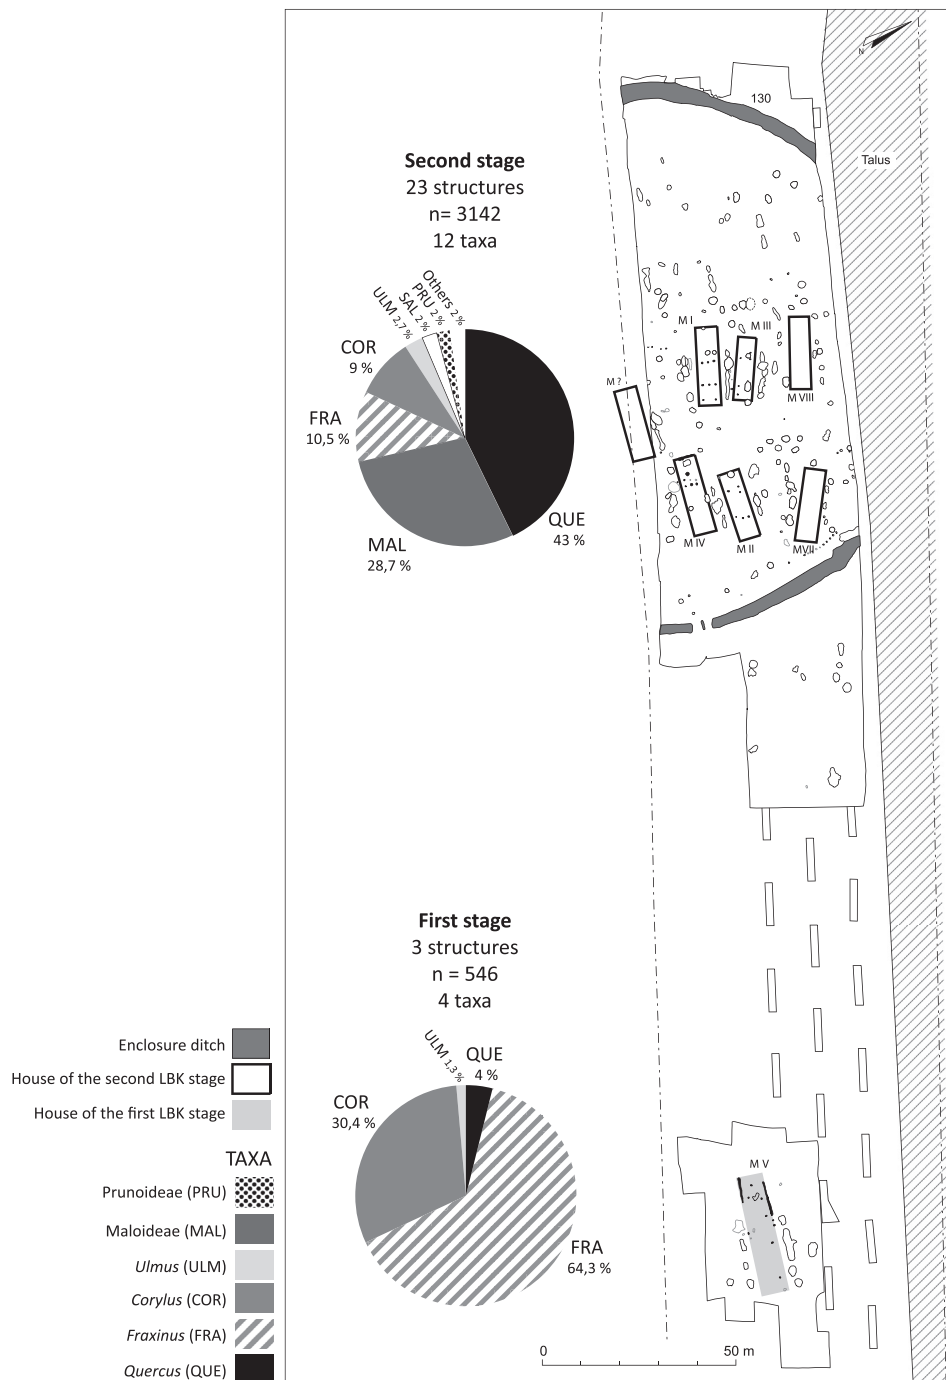 N
130
Talus
Second stage
23 structures
n= 3142
12 taxa
Others 2 %
PRU 2 %
SAL 2 %
ULM 2,7 %
COR
9 %
FRA
10,5 %
MAL
28,7 %
QUE
43 %
M I
M III
M VIII
M ?
M IV
M II
MVII
First stage
3 structures
n = 546
4 taxa
ULM 1,3 %
QUE
4 %
COR
30,4 %
FRA
64,3 %
M V
0
50 m
Enclosure ditch
House of the second LBK stage
House of the first LBK stage
TAXA
Prunoideae (PRU)
Maloideae (MAL)
Ulmus (ULM)
Corylus (COR)
Fraxinus (FRA)
Quercus (QUE)